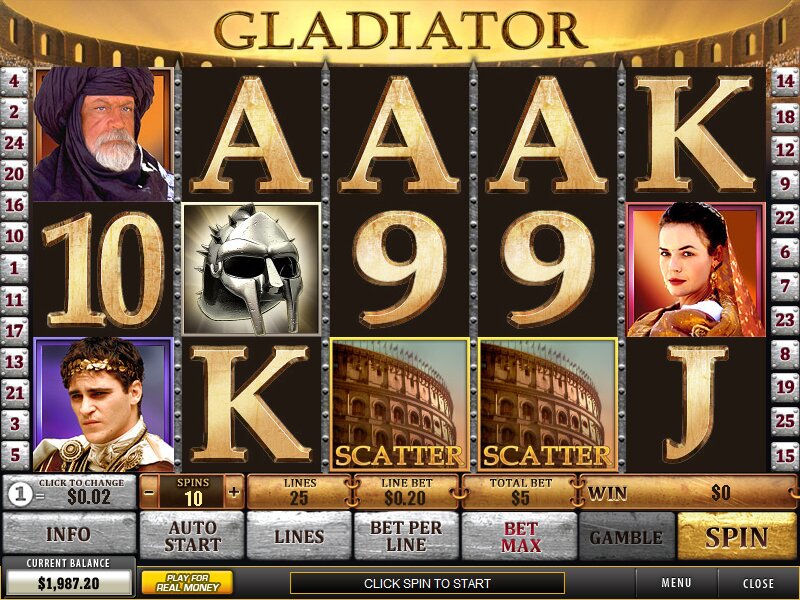 GLADIATOR
4 A A A K 14
2 18
24 12
20 9
16 22
10 10 9 9 6
1 7
11 23
17 8
13 K J 19
21 25
3 SCATTER SCATTER 15
5
CLICK TO CHANGE SPINS LINES LINE BET TOTAL BET WIN $0
1 = $0.02 - 10 + 25 $0.20 $5
INFO AUTO START LINES BET PER LINE BET MAX GAMBLE SPIN
CURRENT BALANCE
$1,987.20 PLAY FOR REAL MONEY CLICK SPIN TO START MENU CLOSE